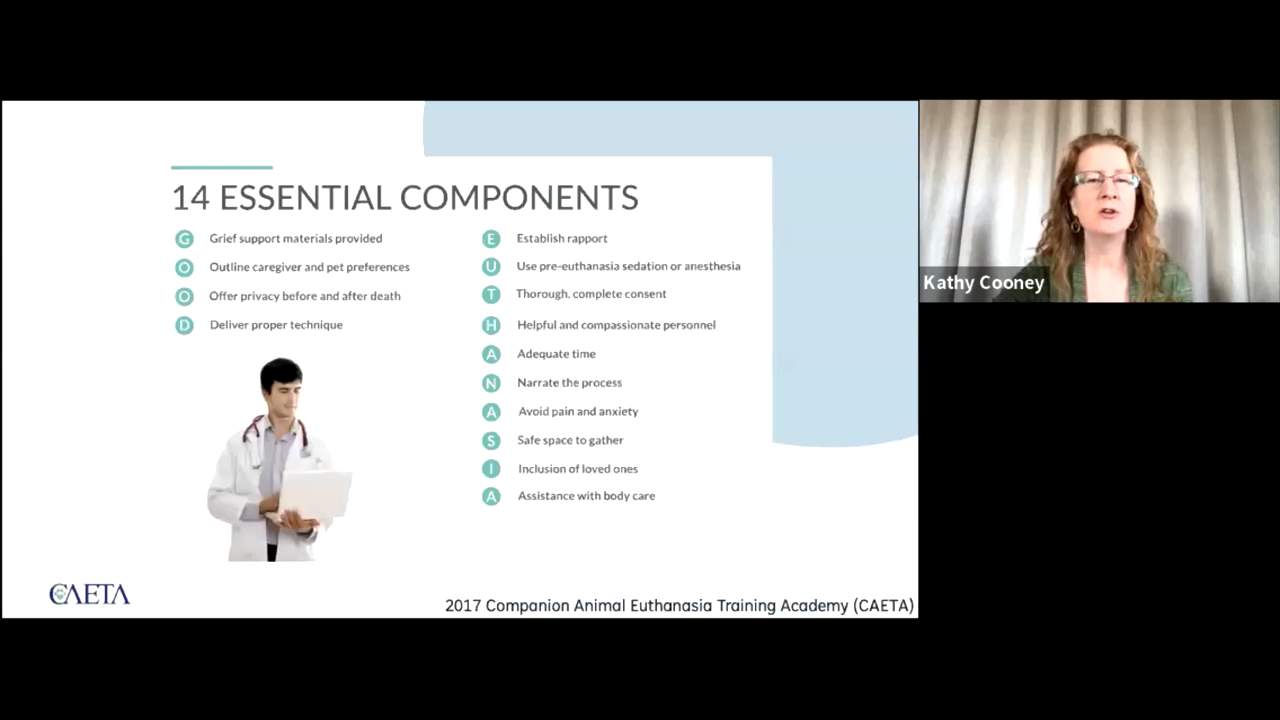 14 ESSENTIAL COMPONENTS
G Grief support materials provided
O Outline caregiver and pet preferences
O Offer privacy before and after death
D Deliver proper technique
E Establish rapport
U Use pre-euthanasia sedation or anesthesia
T Thorough, complete consent
H Helpful and compassionate personnel
A Adequate time
N Narrate the process
A Avoid pain and anxiety
S Safe space to gather
I Inclusion of loved ones
A Assistance with body care
CAETA
2017 Companion Animal Euthanasia Training Academy (CAETA)
Kathy Cooney